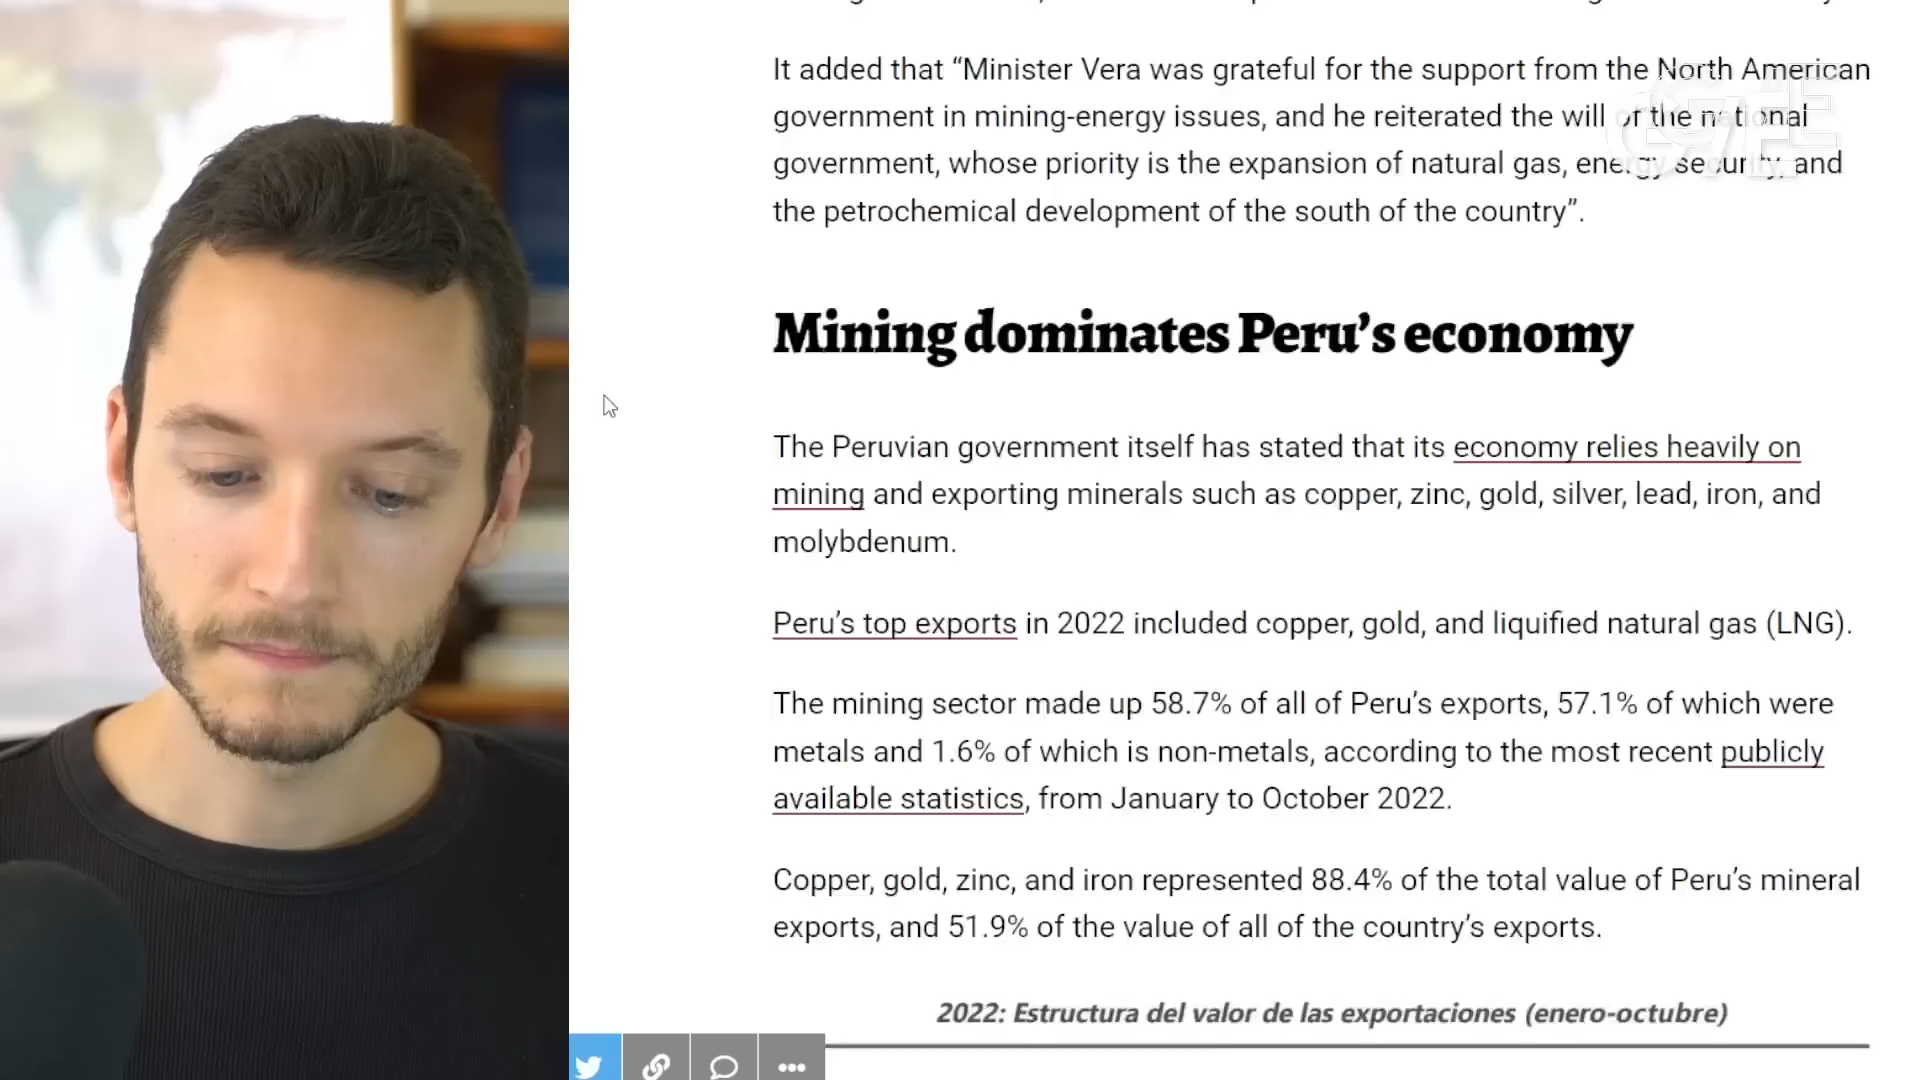 It added that “Minister Vera was grateful for the support from the North American
government in mining-energy issues, and he reiterated the will of the national
government, whose priority is the expansion of natural gas, energy security, and
the petrochemical development of the south of the country”.
Mining dominates Peru’s economy
The Peruvian government itself has stated that its economy relies heavily on
mining and exporting minerals such as copper, zinc, gold, silver, lead, iron, and
molybdenum.
Peru’s top exports in 2022 included copper, gold, and liquified natural gas (LNG).
The mining sector made up 58.7% of all of Peru’s exports, 57.1% of which were
metals and 1.6% of which is non-metals, according to the most recent publicly
available statistics, from January to October 2022.
Copper, gold, zinc, and iron represented 88.4% of the total value of Peru’s mineral
exports, and 51.9% of the value of all of the country’s exports.
2022: Estructura del valor de las exportaciones (enero-octubre)